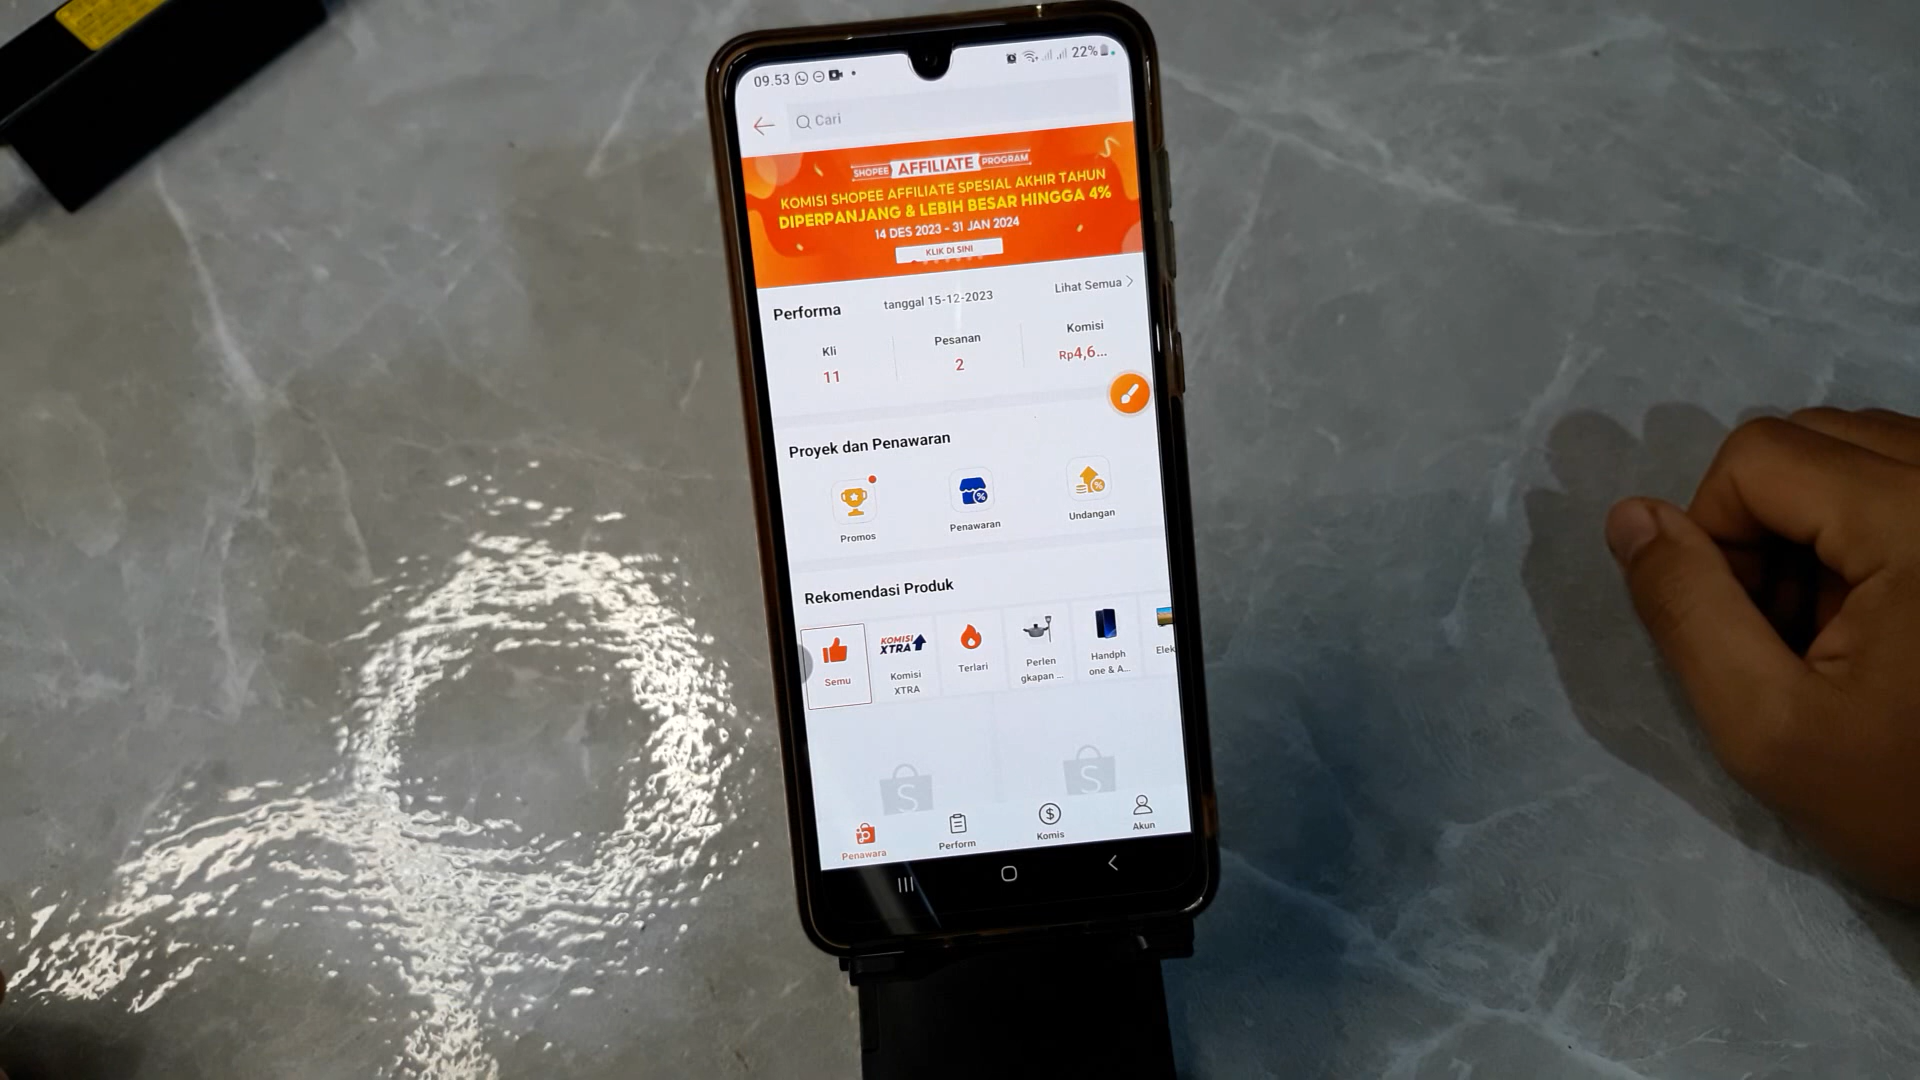 09.53
22%
Cari
SHOPEE AFFILIATE PROGRAM
KOMISI SHOPEE AFFILIATE SPESIAL AKHIR TAHUN
DIPERPANJANG & LEBIH BESAR HINGGA 4%
14 DES 2023 - 31 JAN 2024
KLIK DI SINI
Performa
tanggal 15-12-2023
Lihat Semua
Kli
Pesanan
Komisi
11
2
Rp4,6...
Proyek dan Penawaran
Promos
Penawaran
Undangan
Rekomendasi Produk
KOMISI
XTRA
Semu
Komisi
XTRA
Terlari
Perlen
gkapan ...
Handph
one & A...
Elek
S
S
Penawara
Perform
Komis
Akun